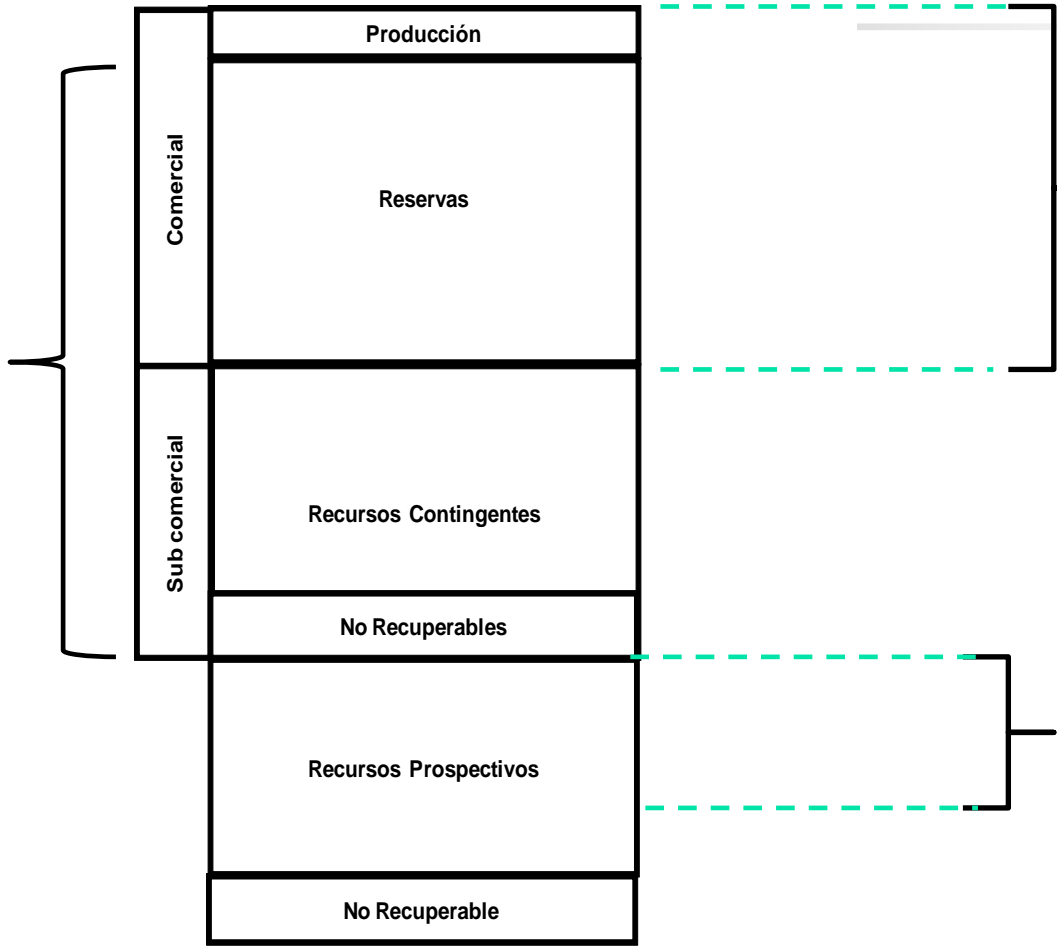 Producción
Comercial
Reservas
Sub comercial
Recursos Contingentes
No Recuperables
Recursos Prospectivos
No Recuperable